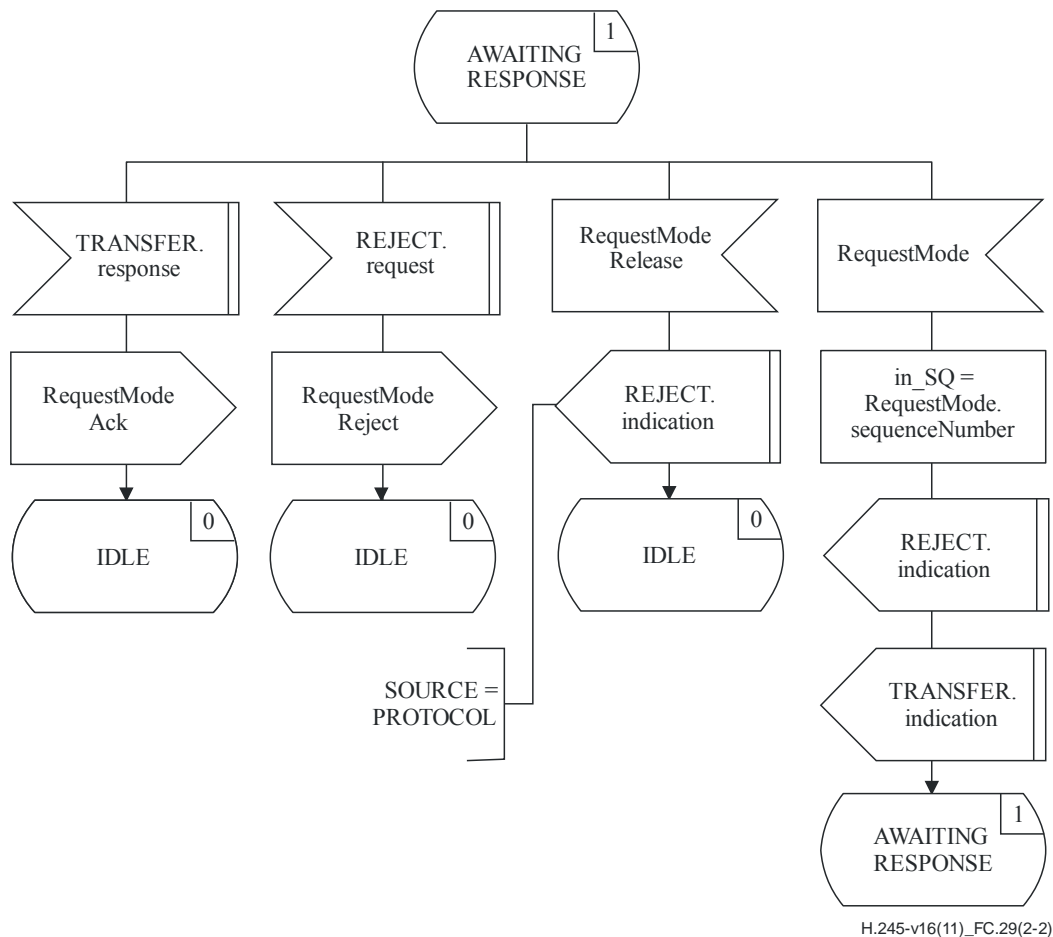 1
AWAITING
RESPONSE
TRANSFER.
response
REJECT.
request
RequestMode
Release
RequestMode
RequestMode
Ack
RequestMode
Reject
REJECT.
indication
in_SQ =
RequestMode.
sequenceNumber
0
IDLE
0
IDLE
0
IDLE
REJECT.
indication
SOURCE =
PROTOCOL
TRANSFER.
indication
1
AWAITING
RESPONSE
H.245-v16(11)_FC.29(2-2)